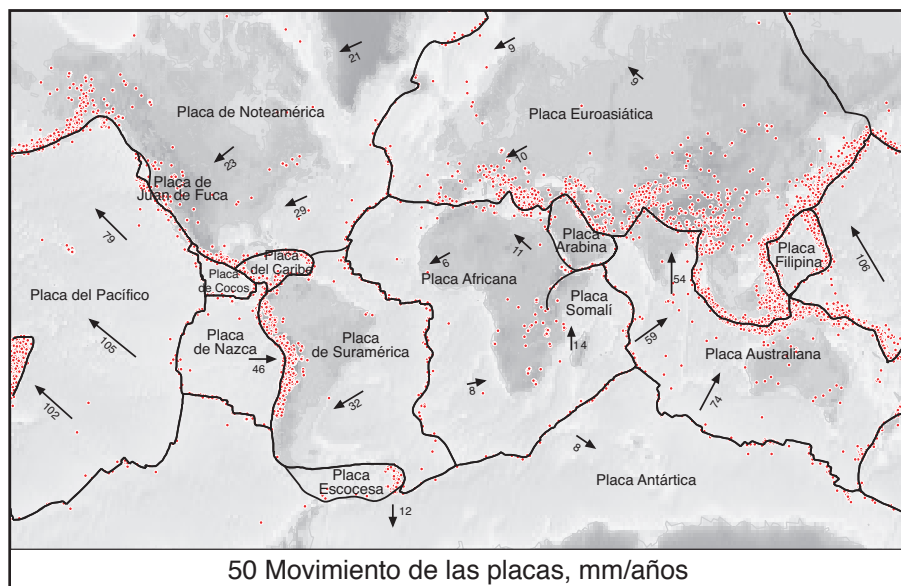 21
9
9
Placa de Noteamérica
Placa Euroasiática
23
10
Placa de
Juan de Fuca
29
79
11
Placa
Arabina
Placa
Filipina
106
6
Placa
del Caribe
Placa
de Cocos
Placa Africana
54
Placa del Pacífico
Placa
Somalí
105
Placa
de Nazca
Placa
de Suramérica
14
59
Placa Australiana
46
8
32
74
102
8
Placa
Escocesa
Placa Antártica
12
50 Movimiento de las placas, mm/años